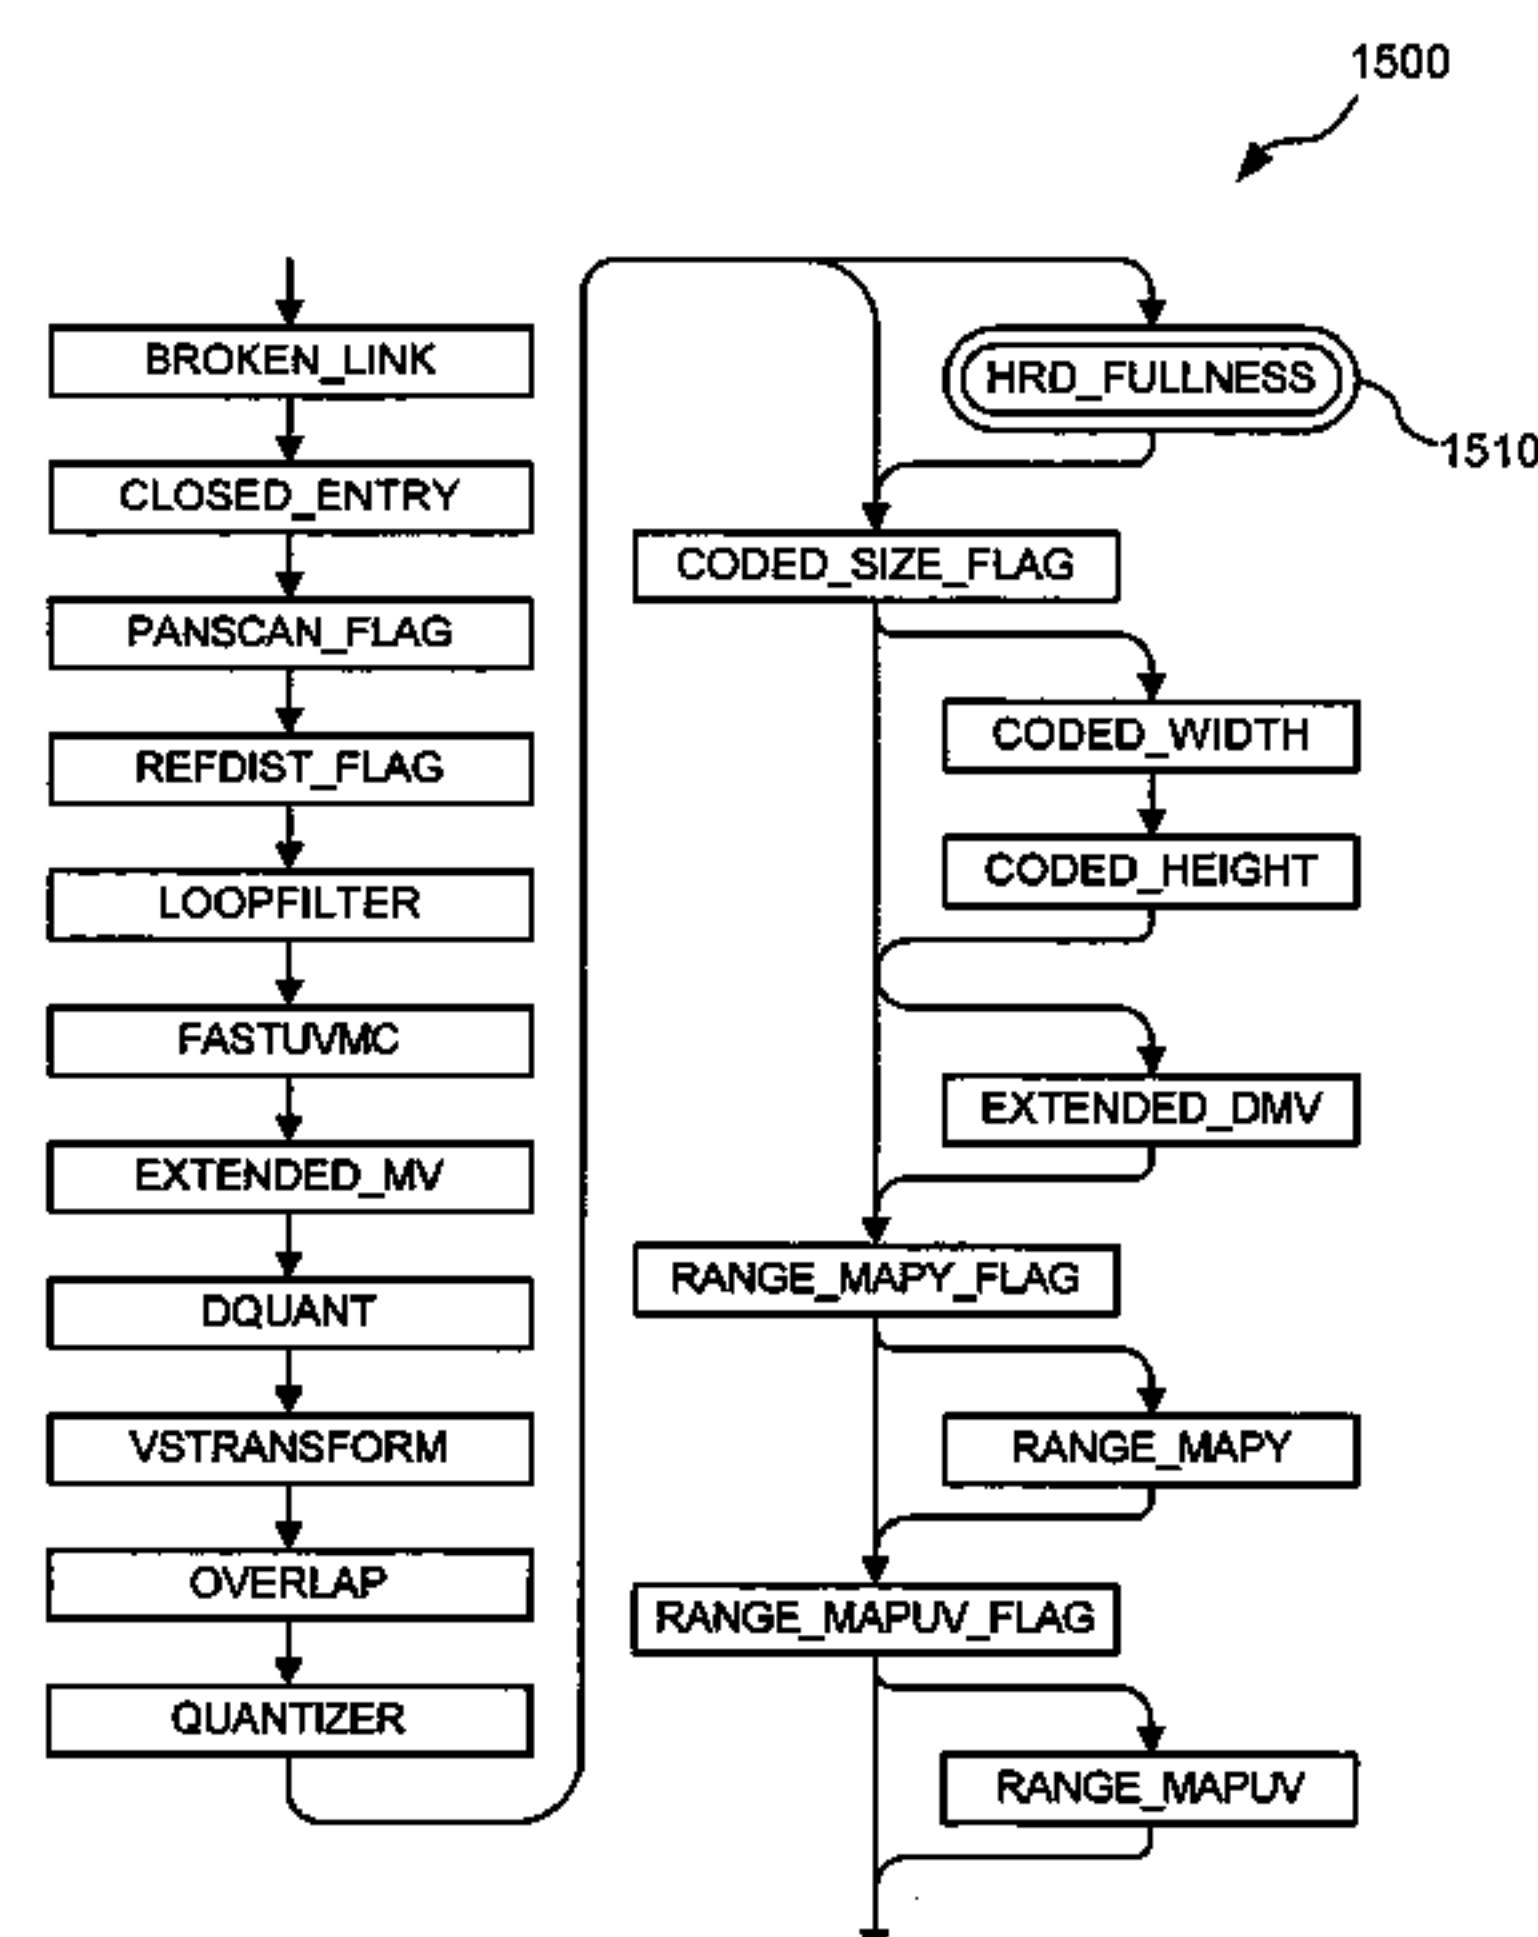 1500
BROKEN_LINK
CLOSED_ENTRY
PANSCAN_FLAG
REFDIST_FLAG
LOOPFILTER
FASTUVMC
EXTENDED_MV
DQUANT
VSTRANSFORM
OVERLAP
QUANTIZER
HRD_FULLNESS
1510
CODED_SIZE_FLAG
CODED_WIDTH
CODED_HEIGHT
EXTENDED_DMV
RANGE_MAPY_FLAG
RANGE_MAPY
RANGE_MAPUV_FLAG
RANGE_MAPUV